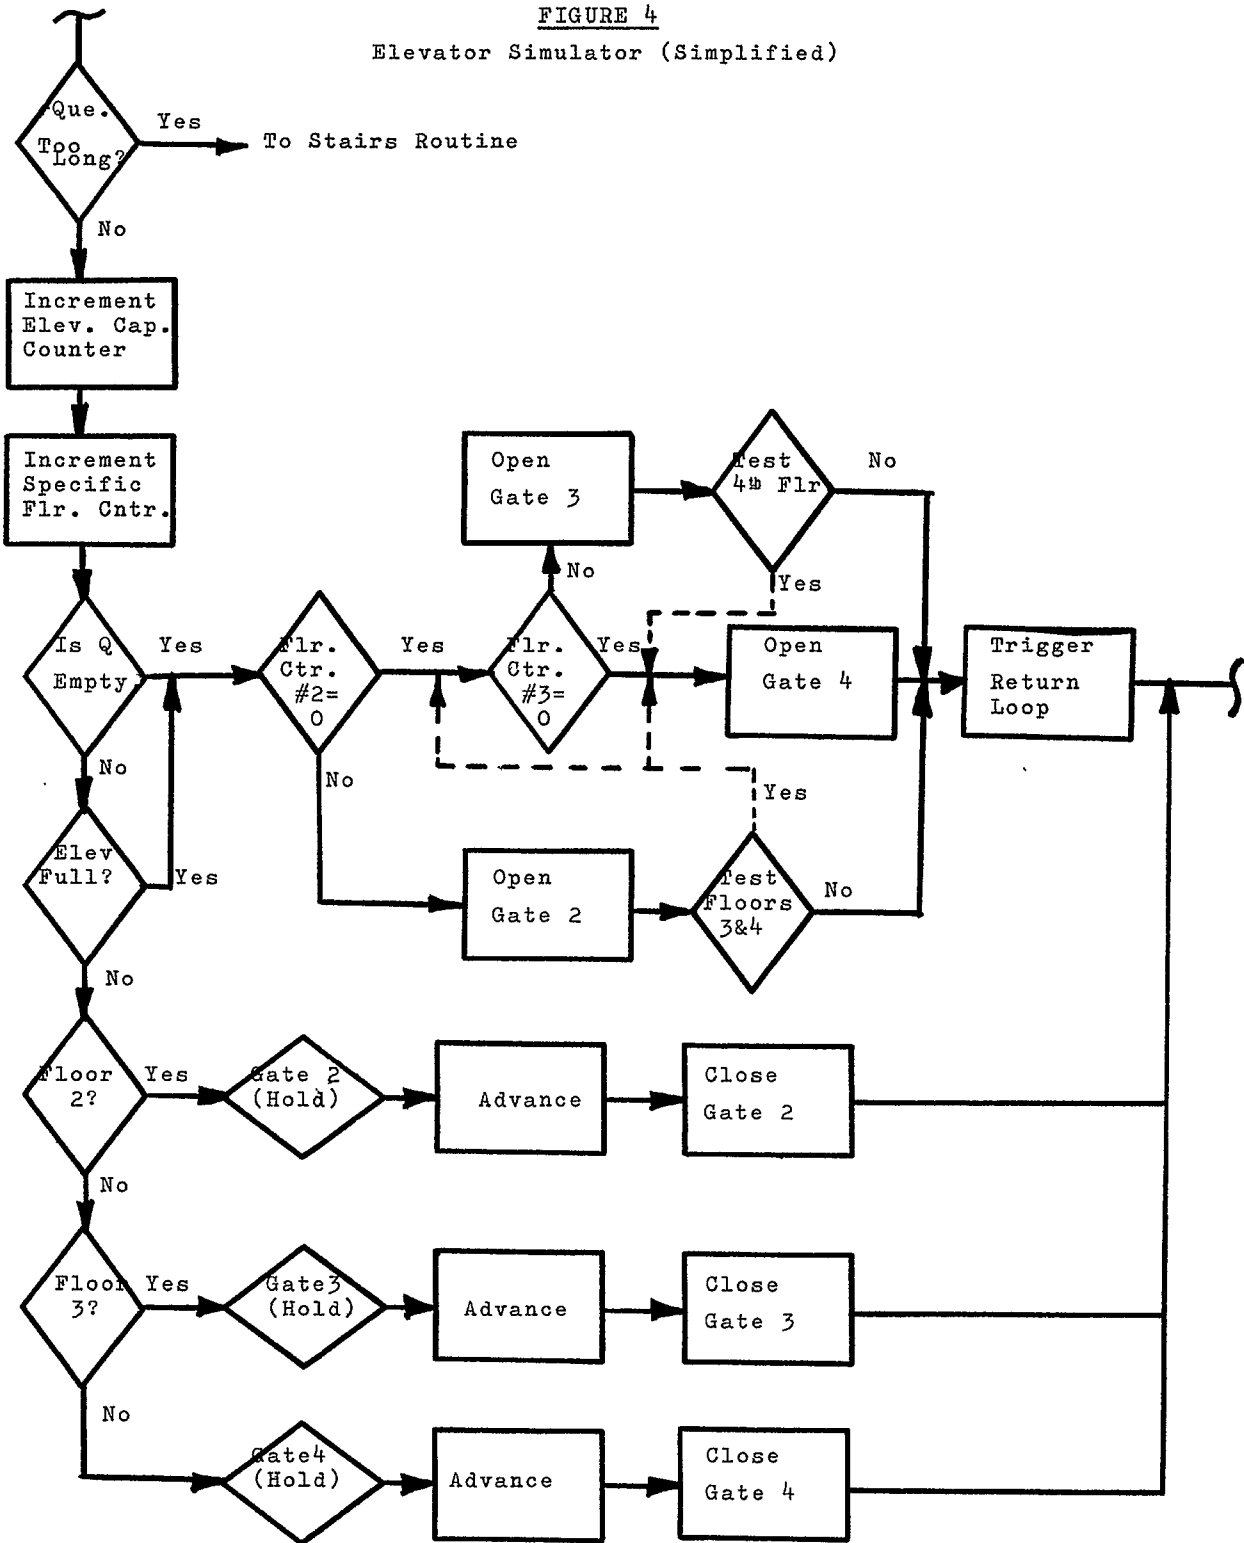 FIGURE 4
Elevator Simulator (Simplified)
Que.
Too
Long?
Yes
To Stairs Routine
No
Increment
Elev. Cap.
Counter
Increment
Specific
Flr. Cntr.
Open
Gate 3
Test
4th Flr
No
No
Yes
Is Q
Empty.
Yes
Flr.
Ctr.
#2=
0
Yes
Flr.
Ctr.
#3=
0
Yes
Open
Gate 4
Trigger
Return
Loop
No
No
Yes
Elev
Full?
Yes
Open
Gate 2
Test
Floors
3&4
No
No
Floor
2?
Yes
Gate 2
(Hold)
Advance
Close
Gate 2
No
Floor
3?
Yes
Gate3
(Hold)
Advance
Close
Gate 3
No
Gate4
(Hold)
Advance
Close
Gate 4